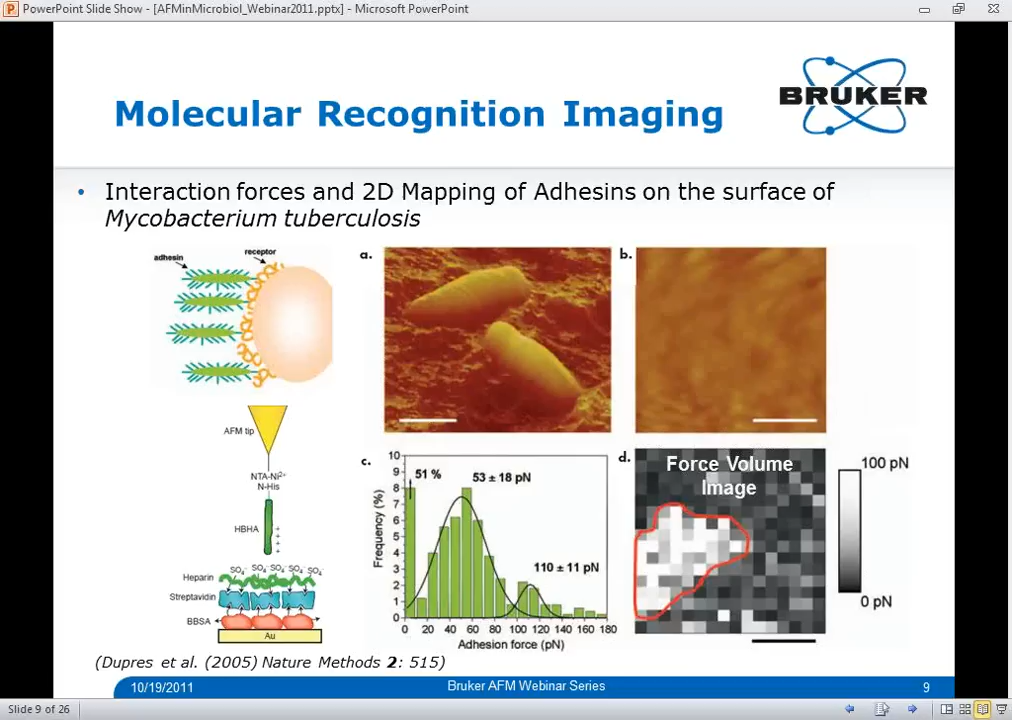 PowerPoint Slide Show - [AFMinMicrobiol_Webinar2011.pptx] - Microsoft PowerPoint
BRUKER
Molecular Recognition Imaging
• Interaction forces and 2D Mapping of Adhesins on the surface of
Mycobacterium tuberculosis
adhesin
receptor
AFM tip
NTA-Ni2+
N-His
HBHA
+
+
+
+
SO4- SO4- SO4- SO4- SO4-
Heparin
Streptavidin
BBSA
Au
a.
b.
c.
10
9
8
7
6
5
4
3
2
1
0
Frequency (%)
51 %
53 ± 18 pN
110 ± 11 pN
0 20 40 60 80 100 120 140 160 180
Adhesion force (pN)
d.
Force Volume
Image
100 pN
0 pN
(Dupres et al. (2005) Nature Methods 2: 515)
10/19/2011
Bruker AFM Webinar Series
9
Slide 9 of 26